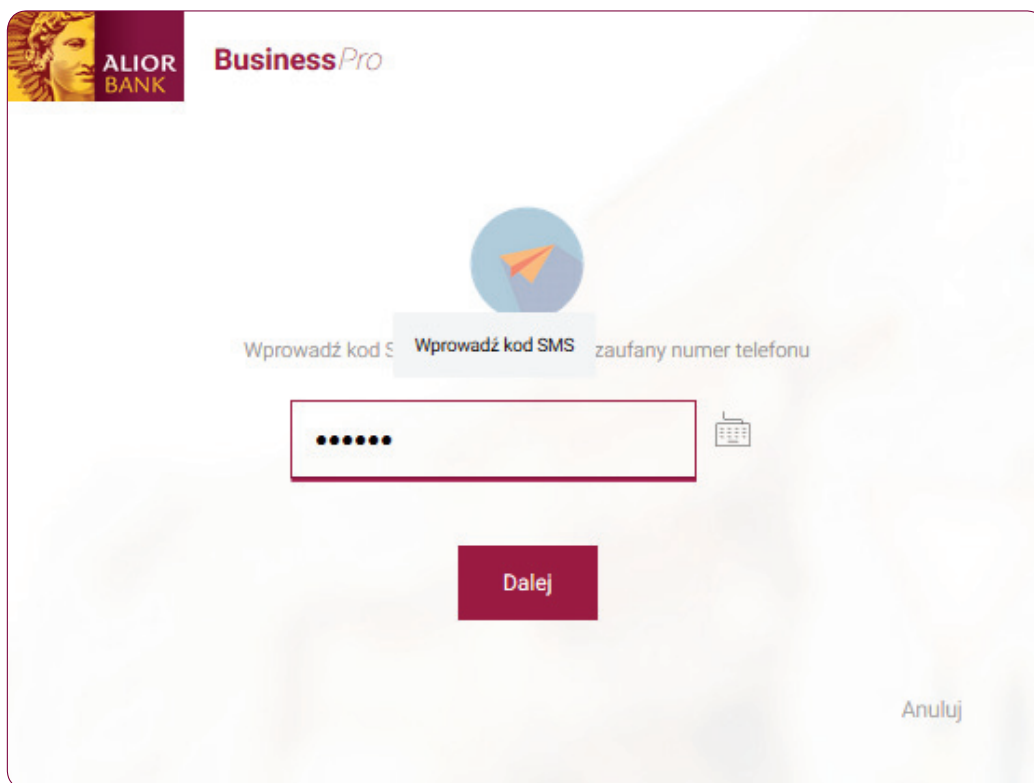 ALIOR
BANK
BusinessPro
Wprowadź kod S
Wprowadź kod SMS
zaufany numer telefonu
••••••
Dalej
Anuluj